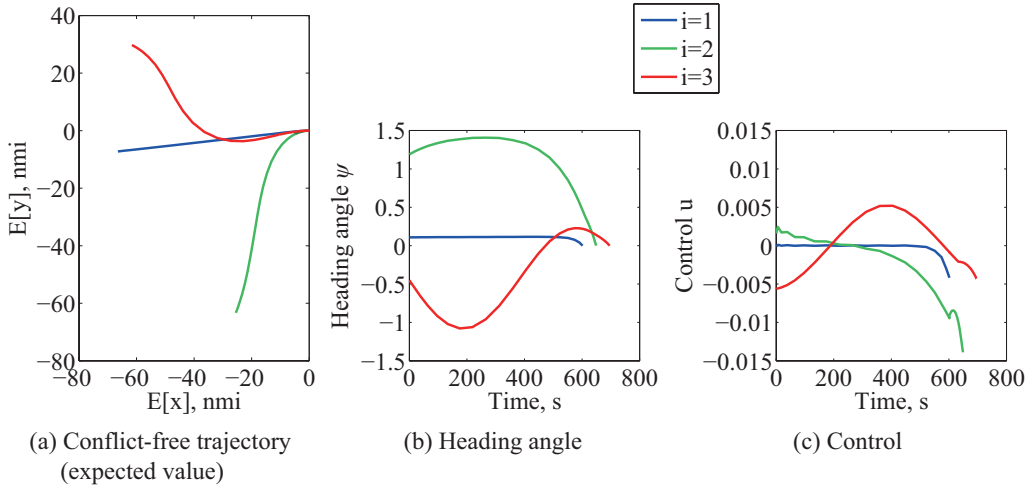 i=1
i=2
i=3
40
20
0
−20
−40
−60
−80
−80 −60 −40 −20 0
E[y], nmi
E[x], nmi
(a) Conflict-free trajectory
(expected value)
1.5
1
0.5
0
−0.5
−1
−1.5
0 200 400 600 800
Heading angle ψ
Time, s
(b) Heading angle
0.015
0.01
0.005
0
−0.005
−0.01
−0.015
0 200 400 600 800
Control u
Time, s
(c) Control